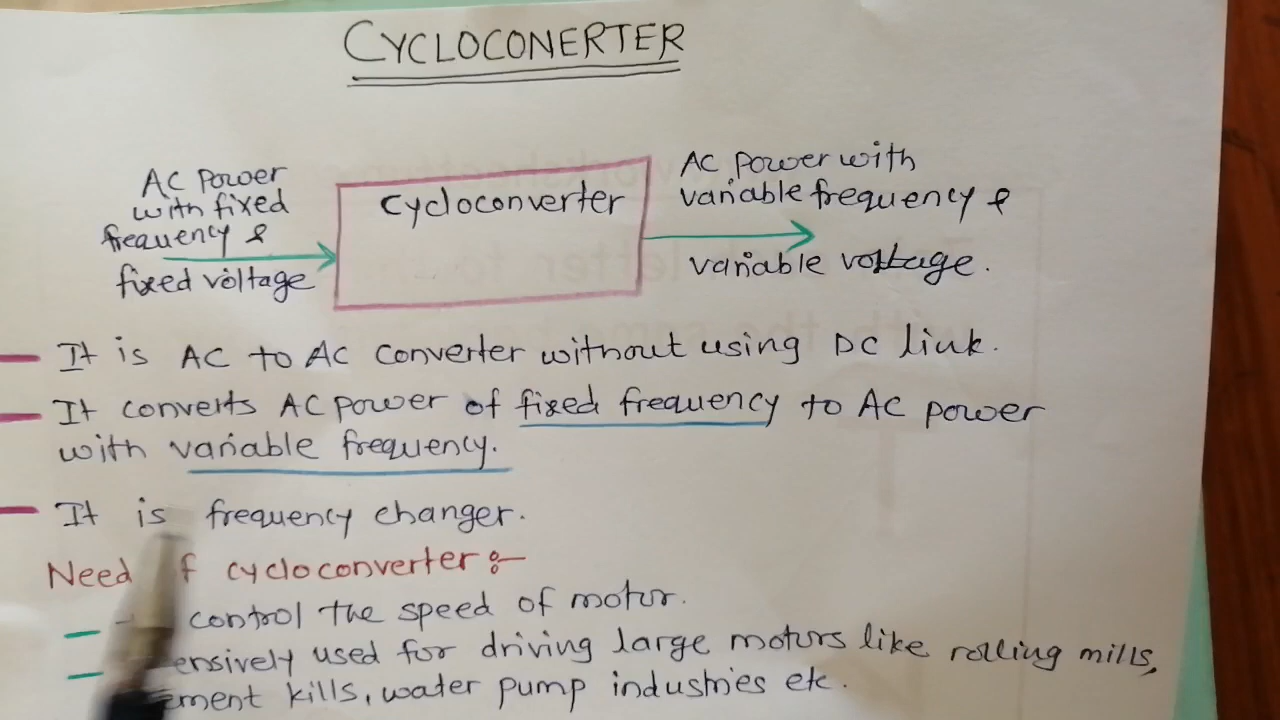 CYCLOCONERTER
AC power
with fixed
frequency &
fixed voltage
Cycloconverter
AC power with
variable frequency &
variable voltage.
It is AC to AC converter without using DC link.
It converts AC power of fixed frequency to AC power
with variable frequency.
It is frequency changer.
Need f cycloconverter:-
control the speed of motor.
ensively used for driving large motors like rolling mills,
ement kills, water pump industries etc.